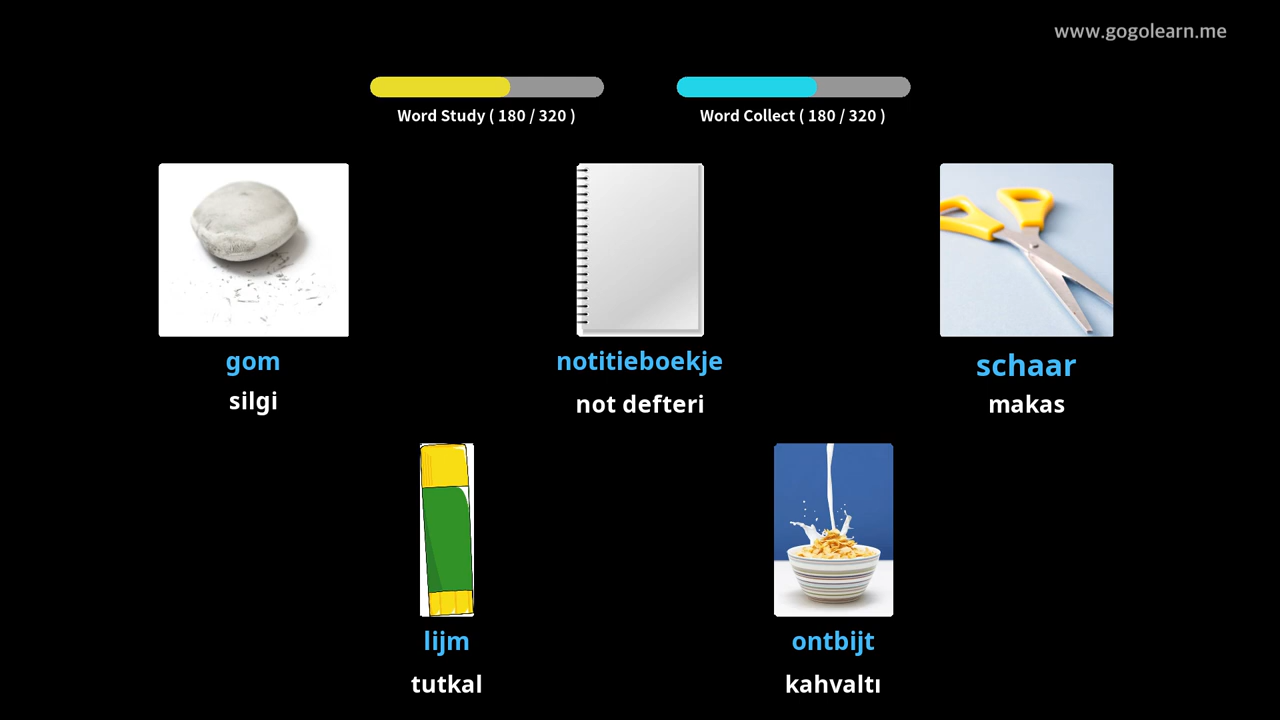 www.gogolearn.me
Word Study ( 180 / 320 )
Word Collect ( 180 / 320 )
gom
silgi
notitieboekje
not defteri
schaar
makas
lijm
tutkal
ontbijt
kahvaltı